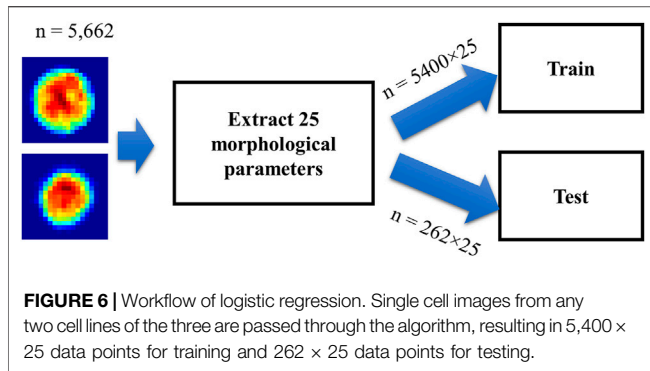 n = 5,662
Extract 25
morphological
parameters
n = 5400×25
Train
n = 262×25
Test
FIGURE 6 | Workflow of logistic regression. Single cell images from any
two cell lines of the three are passed through the algorithm, resulting in 5,400 ×
25 data points for training and 262 × 25 data points for testing.